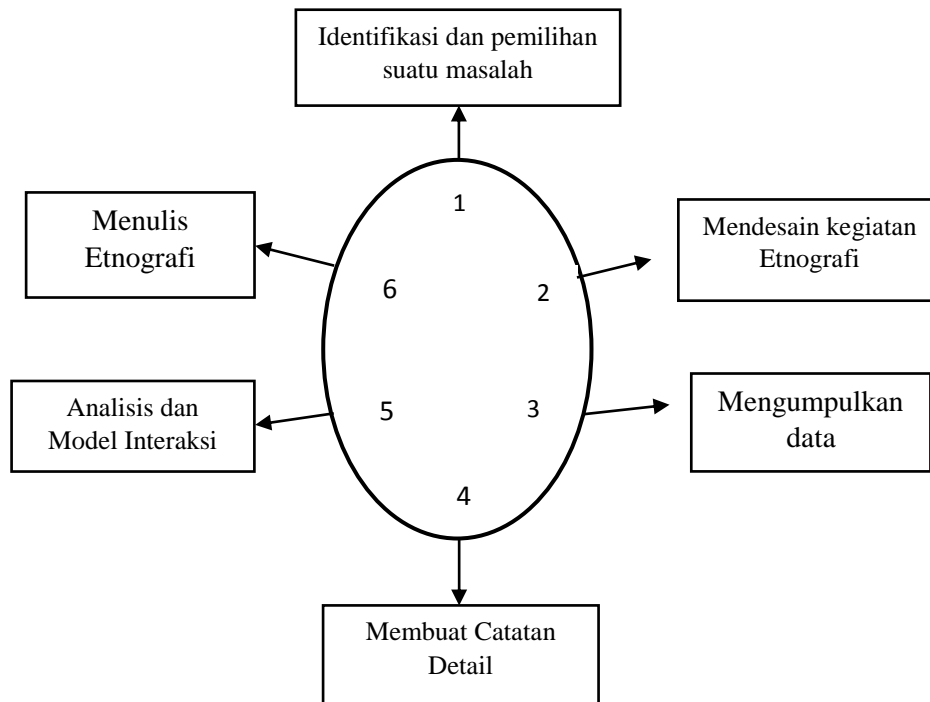 Identifikasi dan pemilihan
suatu masalah
1
Menulis
Etnografi
Mendesain kegiatan
Etnografi
6
2
Analisis dan
Model Interaksi
5
3
Mengumpulkan
data
4
Membuat Catatan
Detail